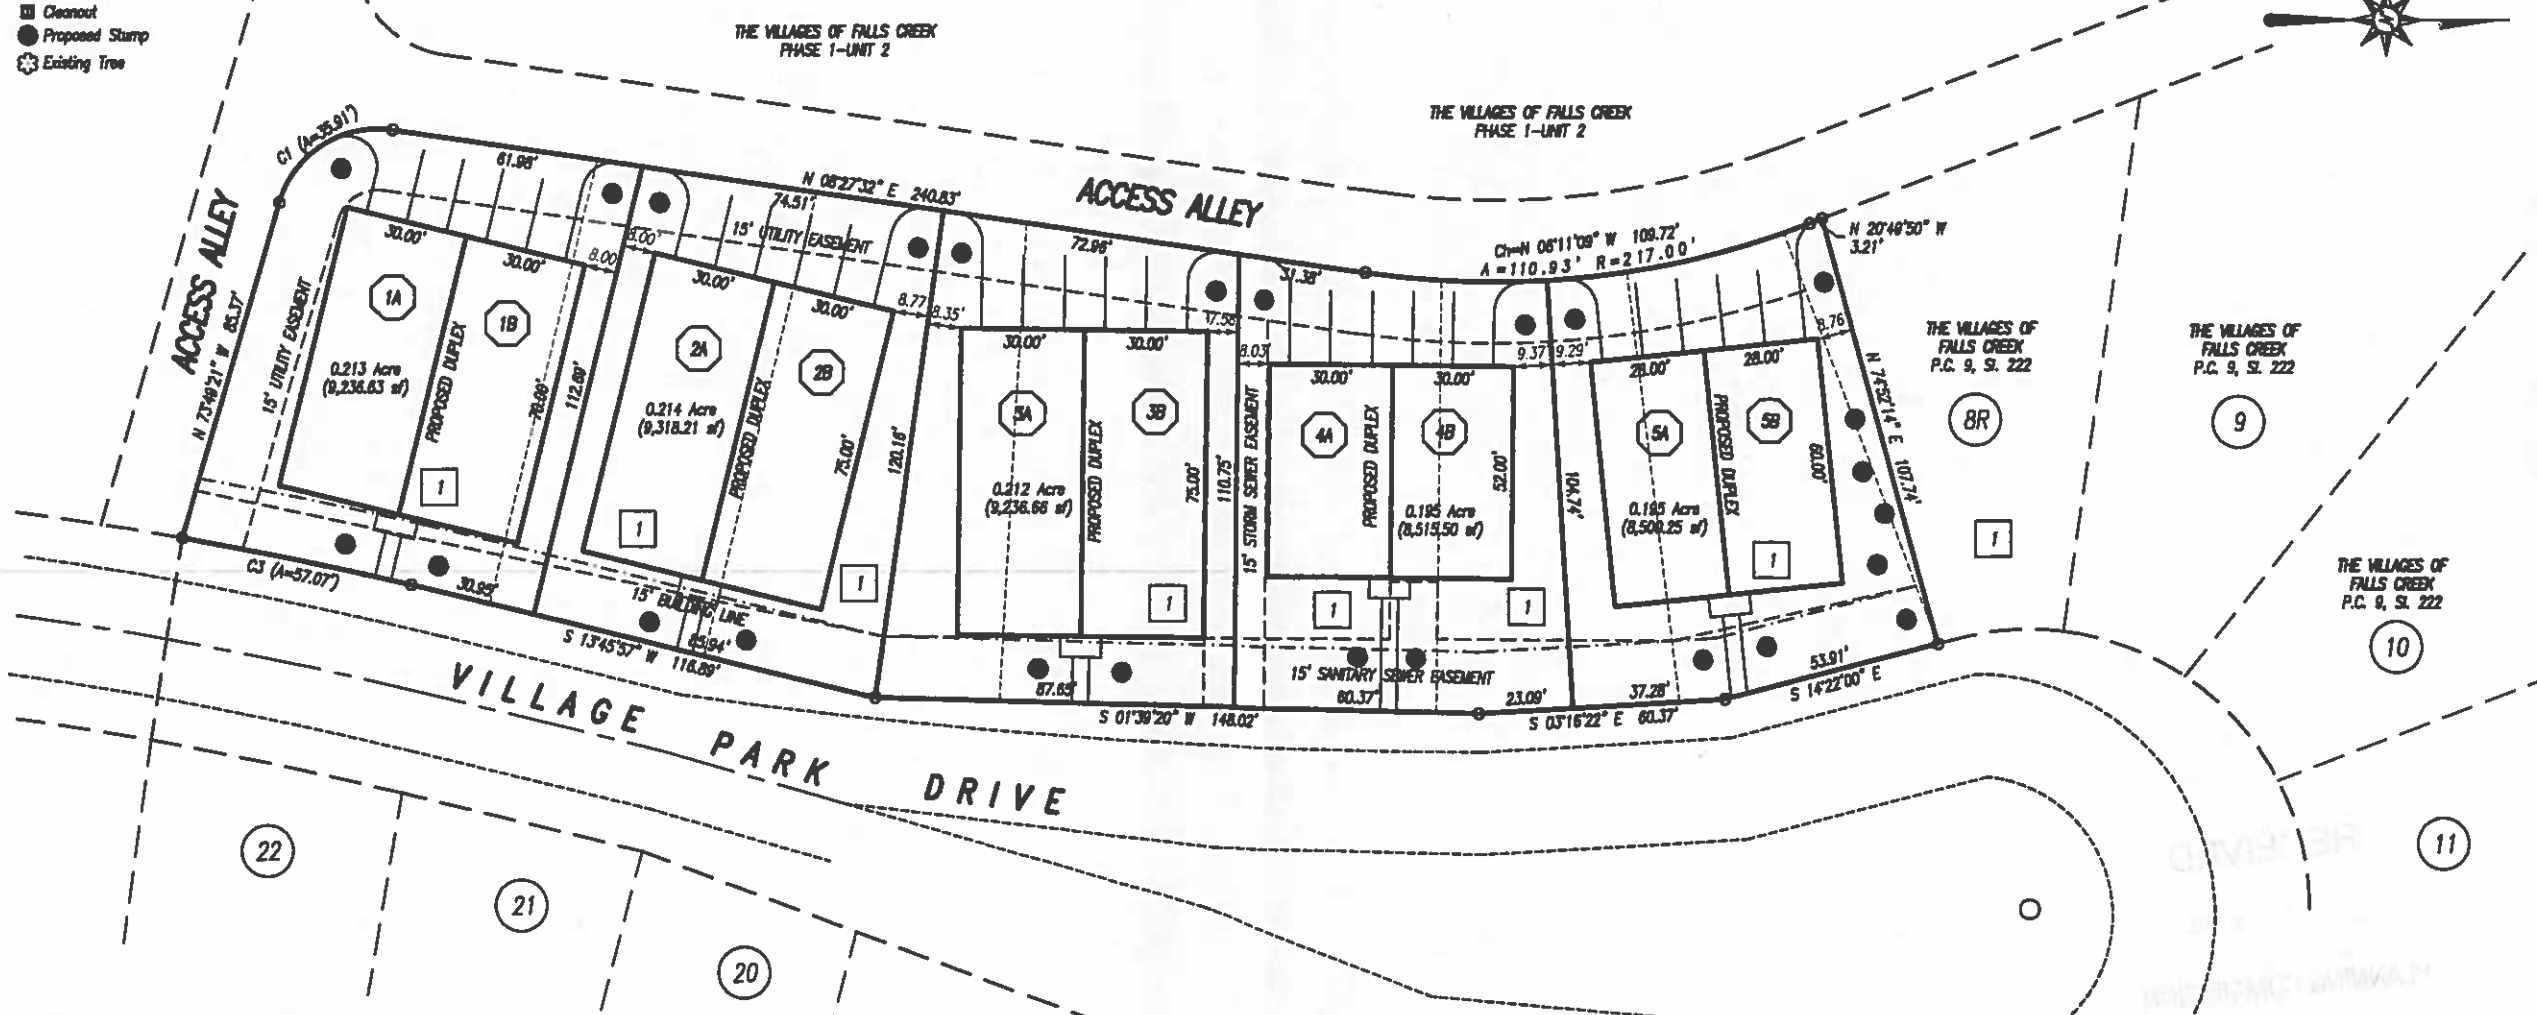 Cleanout
Proposed Stump
Existing Tree
THE VILLAGES OF FALLS CREEK
PHASE 1-UNIT 2
THE VILLAGES OF FALLS CREEK
PHASE 1-UNIT 2
C1 (A=35.91')
61.98'
N 08°27'32" E 240.83'
74.51'
ACCESS ALLEY
72.96'
31.38'
Ch=N 06°11'09" W 109.72'
A=110.93' R=217.00'
N 20°49'50" W
3.21'
ACCESS ALLEY
N 73°49'21" W 85.37'
15' UTILITY EASEMENT
15' UTILITY EASEMENT
30.00'
30.00'
8.00
8.00'
30.00'
30.00'
8.77
8.35'
30.00'
30.00'
7.58
8.03
30.00'
30.00'
9.37
9.29'
28.00'
28.00'
8.76
1A
1B
2A
2B
3A
3B
4A
4B
5A
5B
0.213 Acre
(9,236.63 sf)
PROPOSED DUPLEX
112.69'
0.214 Acre
(9,318.21 sf)
PROPOSED DUPLEX
75.00'
120.16'
0.212 Acre
(9,236.66 sf)
PROPOSED DUPLEX
75.00'
110.75'
15' STORM SEWER EASEMENT
PROPOSED DUPLEX
0.195 Acre
(8,515.50 sf)
52.00'
104.74'
0.195 Acre
(8,500.25 sf)
PROPOSED DUPLEX
60.00'
N 74°52'14" E 107.74'
THE VILLAGES OF
FALLS CREEK
P.C. 9, Sl. 222
8R
THE VILLAGES OF
FALLS CREEK
P.C. 9, Sl. 222
9
THE VILLAGES OF
FALLS CREEK
P.C. 9, Sl. 222
10
11
1
1
1
1
1
1
1
1
C3 (A=57.07')
30.95'
15' BUILDING LINE
85.94'
S 13°45'57" W 116.89'
87.65'
S 01°39'20" W 148.02'
15' SANITARY SEWER EASEMENT
60.37'
23.09'
37.28'
S 03°16'22" E 60.37'
53.91'
S 14°22'00" E
VILLAGE PARK DRIVE
22
21
20